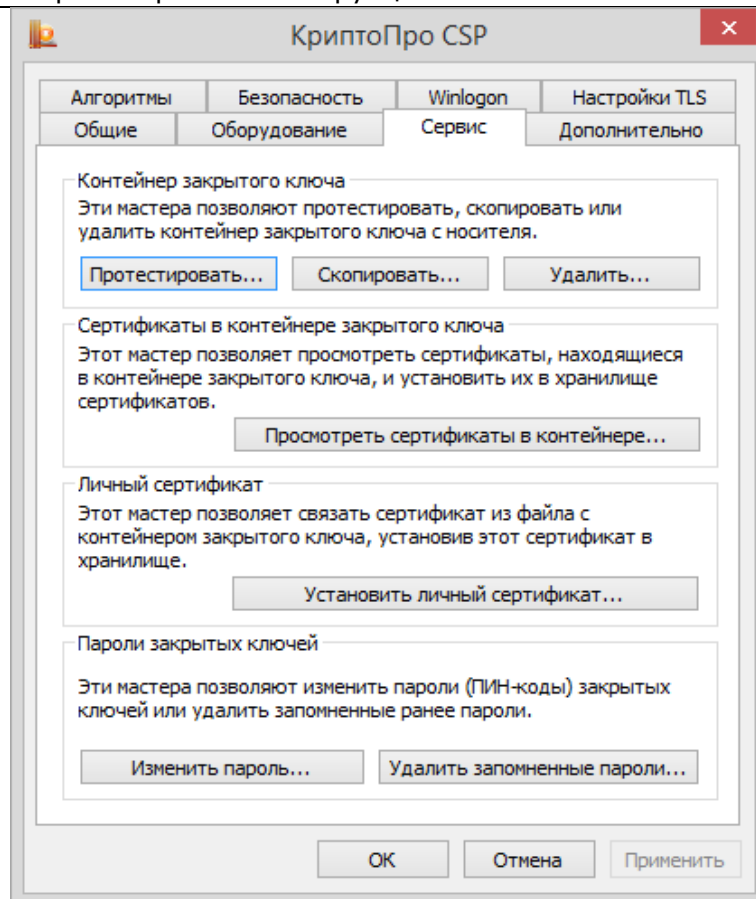 КриптоПро CSP
Алгоритмы Безопасность Winlogon Настройки TLS
Общие Оборудование Сервис Дополнительно
Контейнер закрытого ключа
Эти мастера позволяют протестировать, скопировать или
удалить контейнер закрытого ключа с носителя.
Протестировать... Скопировать... Удалить...
Сертификаты в контейнере закрытого ключа
Этот мастер позволяет просмотреть сертификаты, находящиеся
в контейнере закрытого ключа, и установить их в хранилище
сертификатов.
Просмотреть сертификаты в контейнере...
Личный сертификат
Этот мастер позволяет связать сертификат из файла с
контейнером закрытого ключа, установив этот сертификат в
хранилище.
Установить личный сертификат...
Пароли закрытых ключей
Эти мастера позволяют изменить пароли (ПИН-коды) закрытых
ключей или удалить запомненные ранее пароли.
Изменить пароль... Удалить запомненные пароли...
ОК Отмена Применить